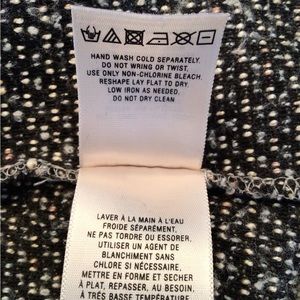 HAND WASH COLD SEPARATELY.
DO NOT WRING OR TWIST.
USE ONLY NON-CHLORINE BLEACH.
RESHAPE LAY FLAT TO DRY.
LOW IRON AS NEEDED.
DO NOT DRY CLEAN
LAVER À LA MAIN À L'EAU
FROIDE SÉPARÉMENT.
NE PAS TORDRE OU ESSORER.
UTILISER UN AGENT DE
BLANCHIMENT SANS
CHLORE SI NÉCESSAIRE.
METTRE EN FORME ET SÉCHER
À PLAT, REPASSER, AU BESOIN,
À TRÈS BASSE TEMPÉRATURE